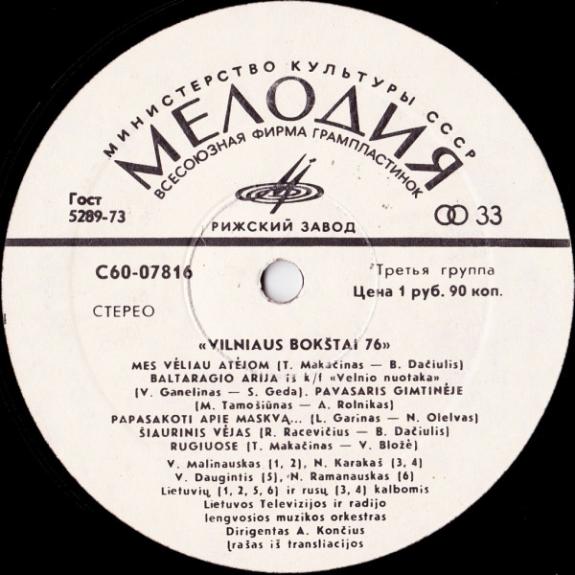 МИНИСТЕРСТВО КУЛЬТУРЫ СССР
МЕЛОДИЯ
ВСЕСОЮЗНАЯ ФИРМА ГРАМПЛАСТИНОК
Гост
5289-73
33
РИЖСКИЙ ЗАВОД
С60-07816
Третья группа
Цена 1 руб. 90 коп.
СТЕРЕО
«VILNIAUS BOKŠTAI 76»
MES VĖLIAU ATĖJOM (T. Makačinas — B. Dačiulis)
BALTARAGIO ARIJA iš k/f «Velnio nuotaka»
(V. Ganelinas — S. Geda). PAVASARIS GIMTINĖJE
(M. Tamošiūnas — A. Rolnikas)
PAPASAKOTI APIE MASKVĄ... (L. Garinas — N. Olelvas)
ŠIAURINIS VĖJAS (R. Racevičius — B. Dačiulis)
RUGIUOSE (T. Makačinas — V. Bložė)
V. Malinauskas (1, 2), N. Karakaš (3, 4)
V. Daugintis (5), N. Ramanauskas (6)
Lietuvių (1, 2, 5, 6) ir rusų (3, 4) kalbomis
Lietuvos Televizijos ir radijo
lengvosios muzikos orkestras
Dirigentas A. Končius
Įrašas iš transliacijos